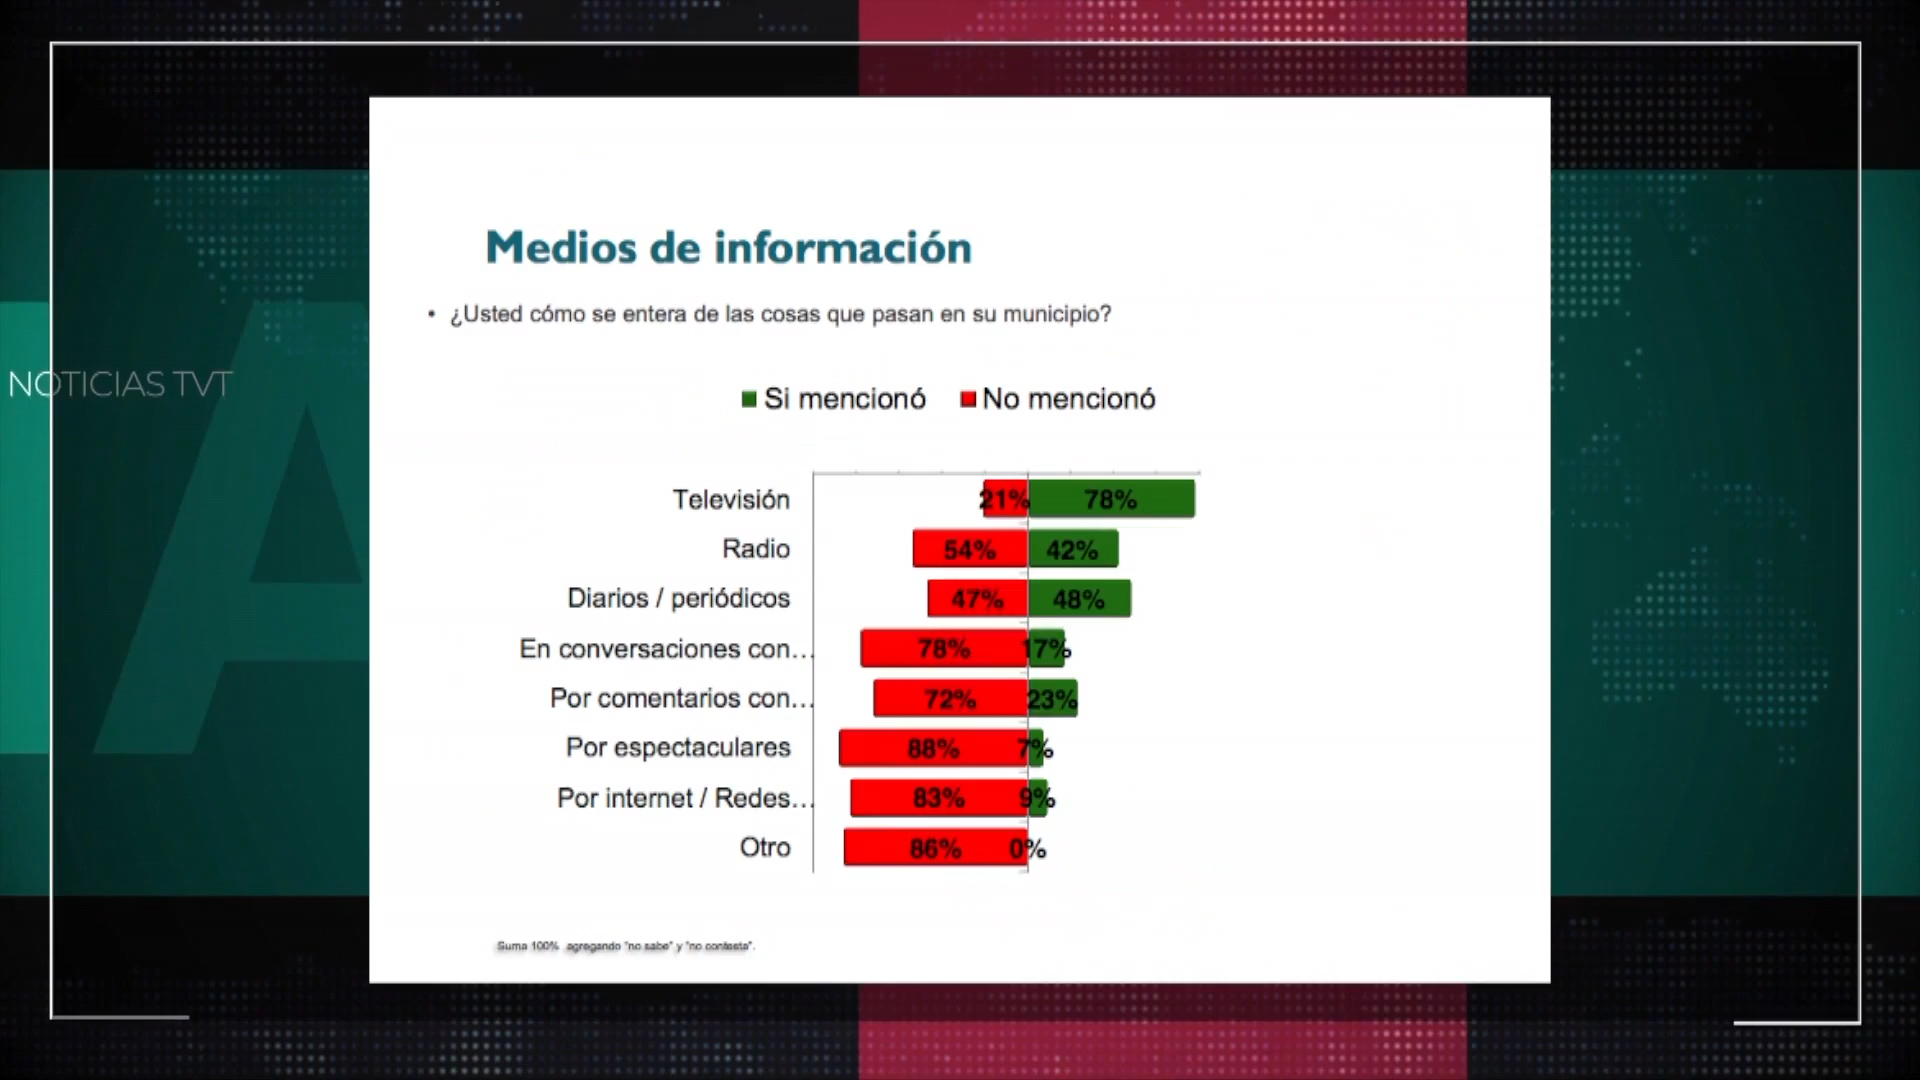 Medios de información
• ¿Usted cómo se entera de las cosas que pasan en su municipio?
NOTICIAS TVT
Si mencionó No mencionó
Televisión 21% 78%
Radio 54% 42%
Diarios / periódicos 47% 48%
En conversaciones con... 78% 17%
Por comentarios con... 72% 23%
Por espectaculares 88% 7%
Por internet / Redes... 83% 9%
Otro 86% 0%
Suma 100% agregando "no sabe" y "no contesta".